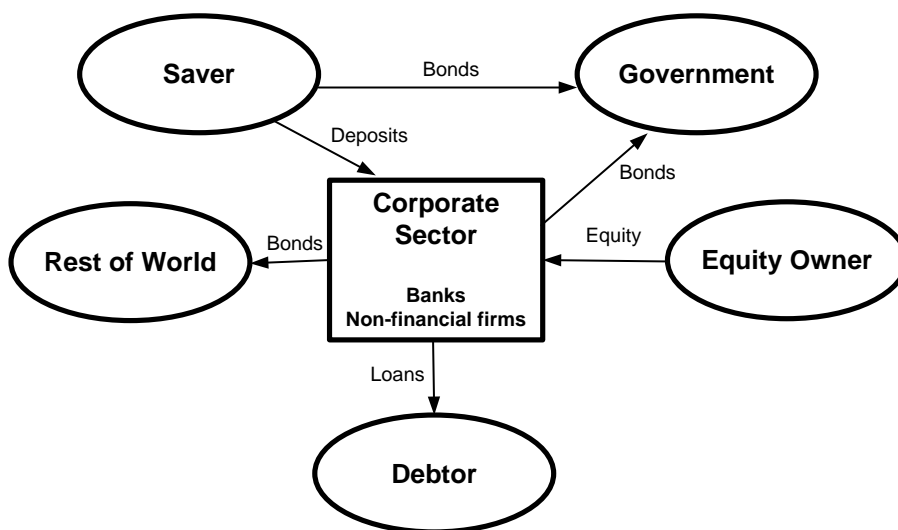 Saver
Bonds
Government
Deposits
Bonds
Corporate
Sector
Equity
Rest of World
Bonds
Equity Owner
Banks
Non-financial firms
Loans
Debtor